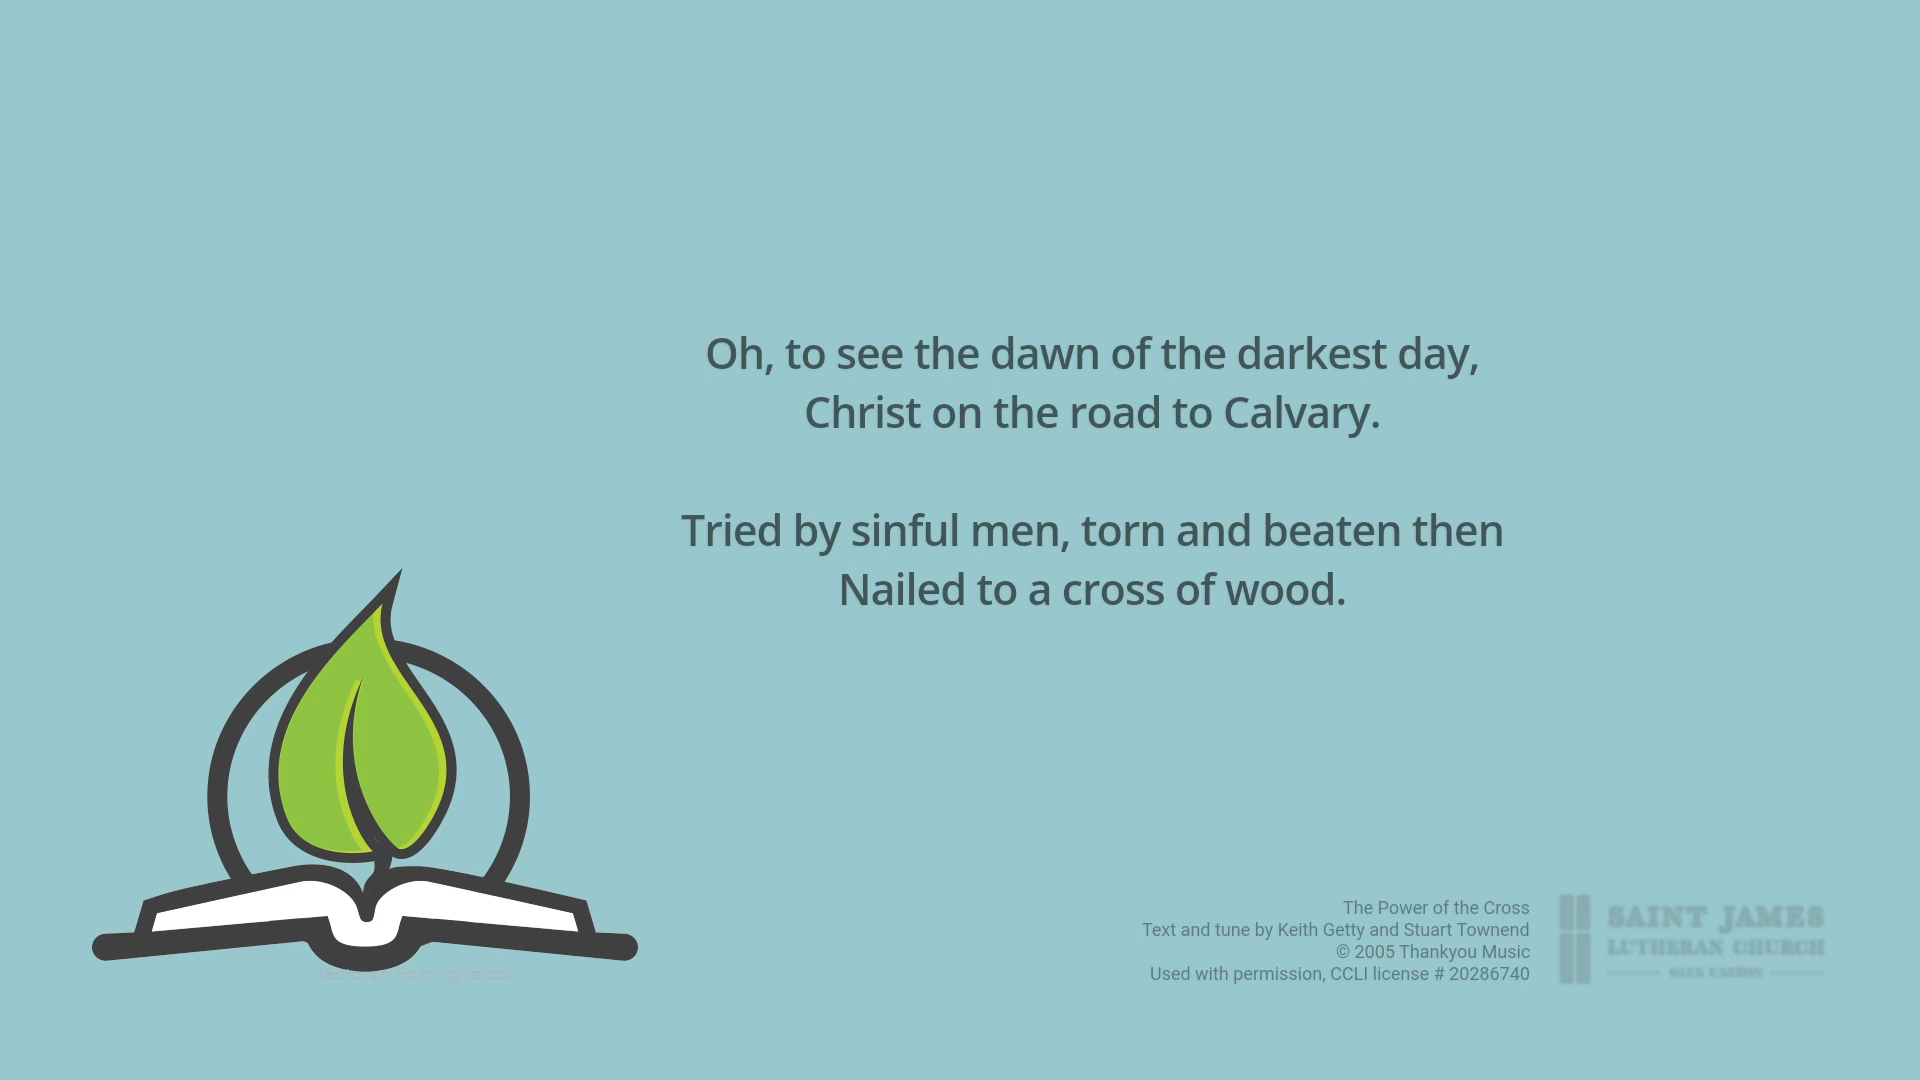 Oh, to see the dawn of the darkest day,
Christ on the road to Calvary.
Tried by sinful men, torn and beaten then
Nailed to a cross of wood.
The Power of the Cross
Text and tune by Keith Getty and Stuart Townend
© 2005 Thankyou Music
Used with permission, CCLI license # 20286740
SAINT JAMES
LUTHERAN CHURCH